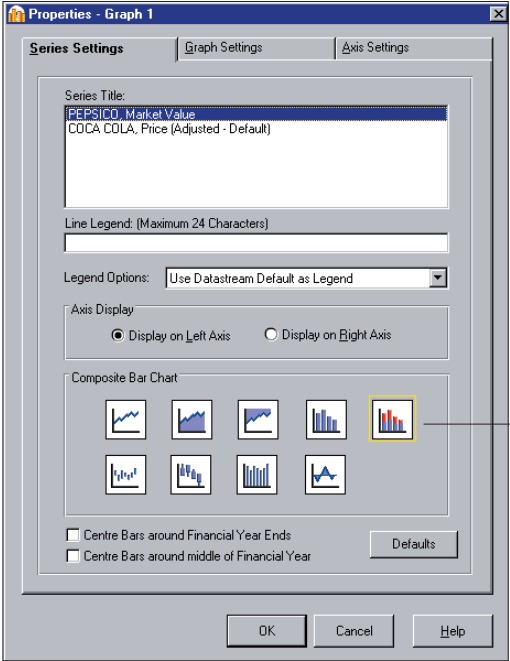 Properties - Graph 1
Series Settings
Graph Settings
Axis Settings
Series Title:
PEPSICO, Market Value
COCA COLA, Price (Adjusted - Default)
Line Legend: (Maximum 24 Characters)
Legend Options:
Use Datastream Default as Legend
Axis Display
Display on Left Axis
Display on Right Axis
Composite Bar Chart
Centre Bars around Financial Year Ends
Centre Bars around middle of Financial Year
Defaults
OK
Cancel
Help